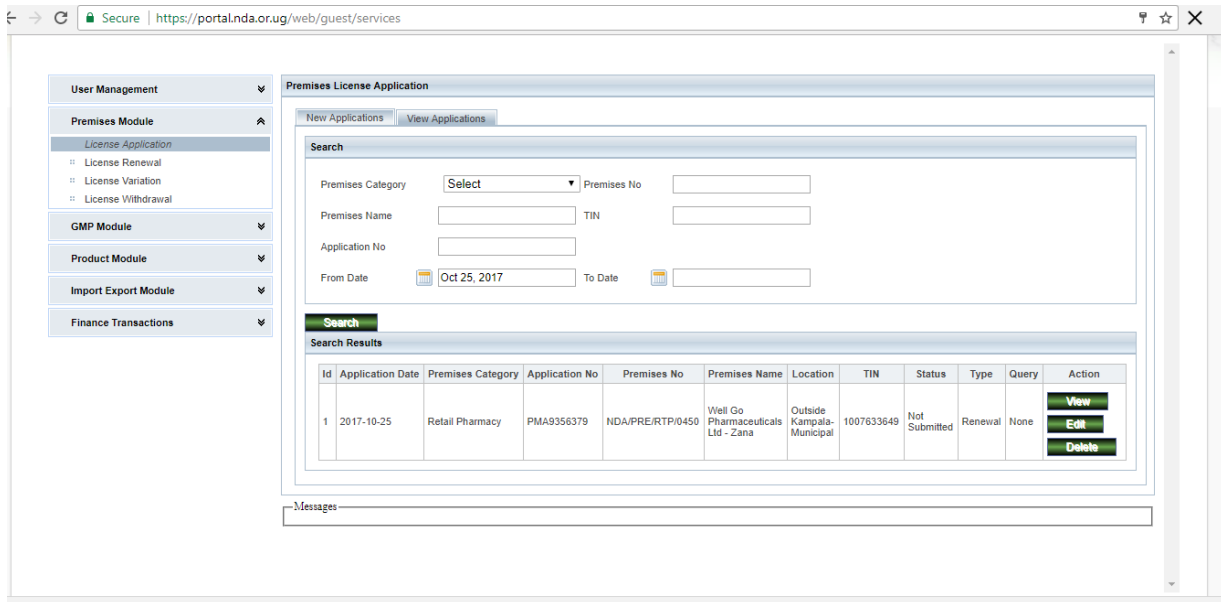 Secure | https://portal.nda.or.ug/web/guest/services
User Management
Premises Module
License Application
License Renewal
License Variation
License Withdrawal
GMP Module
Product Module
Import Export Module
Finance Transactions
Premises License Application
New Applications View Applications
Search
Premises Category Select Premises No
Premises Name TIN
Application No
From Date Oct 25, 2017 To Date
Search
Search Results
Id Application Date Premises Category Application No Premises No Premises Name Location TIN Status Type Query Action
1 2017-10-25 Retail Pharmacy PMA9356379 NDA/PRE/RTP/0450 Well Go Pharmaceuticals Ltd - Zana Outside Kampala-Municipal 1007633649 Not Submitted Renewal None View Edit Delete
Messages